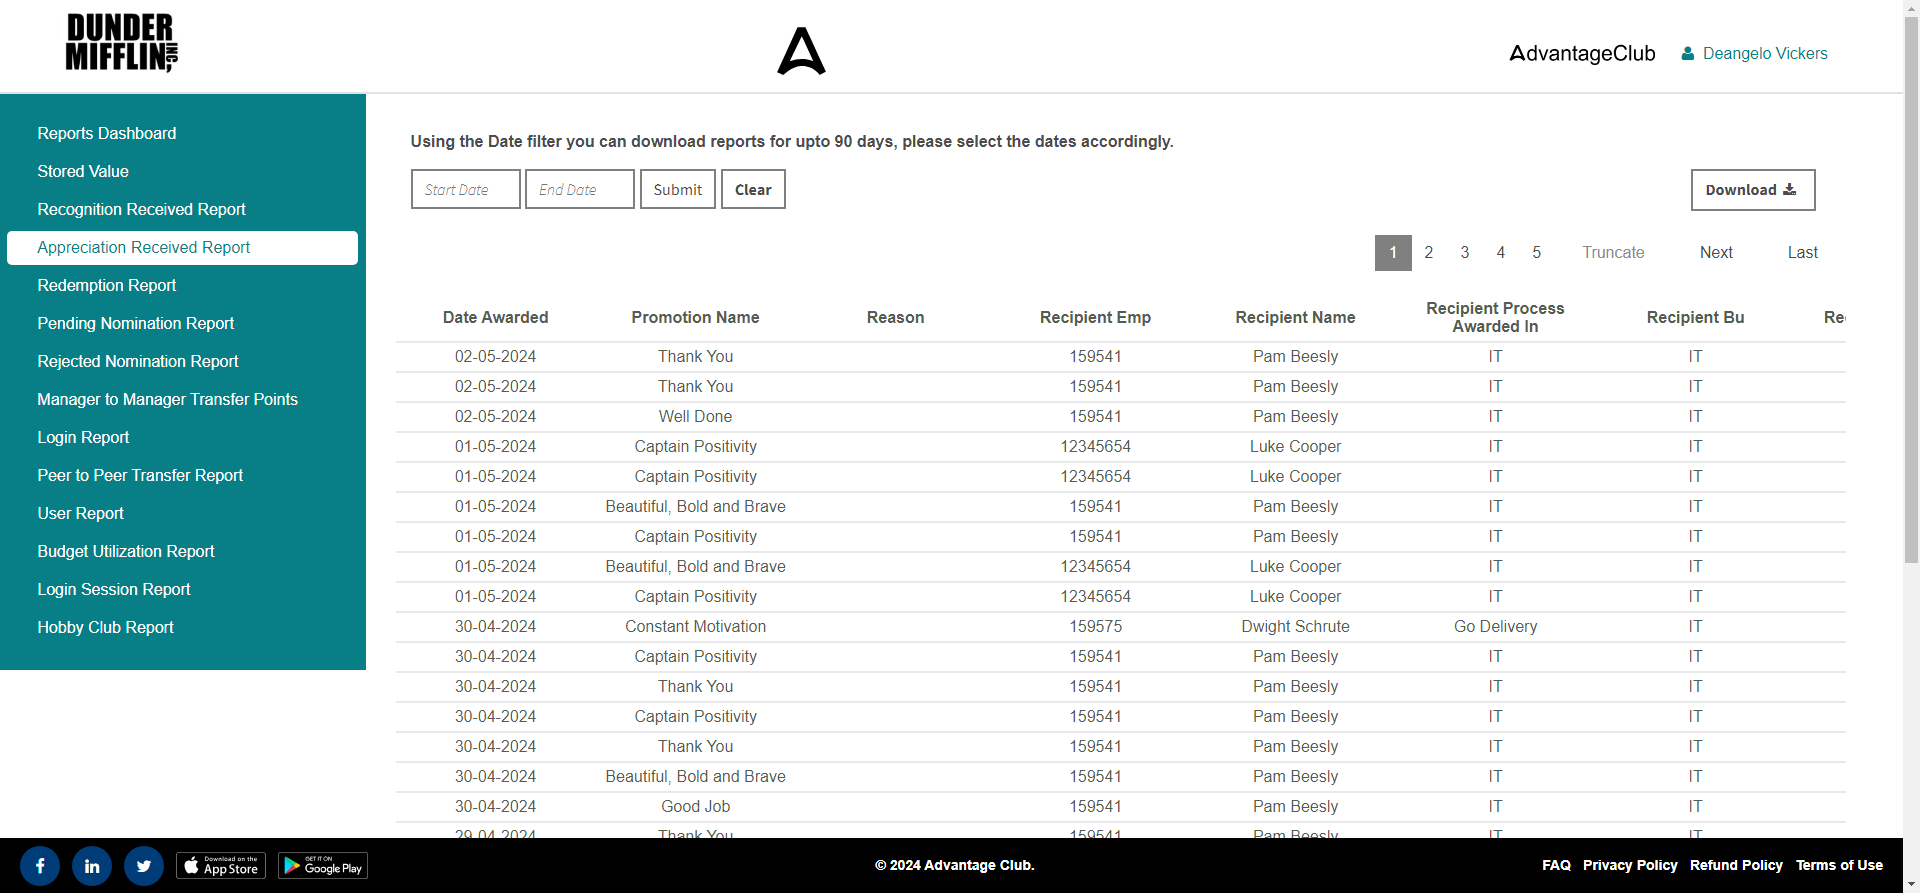 DUNDER
MIFFLIN, INC
AdvantageClub
Deangelo Vickers
Reports Dashboard
Stored Value
Recognition Received Report
Appreciation Received Report
Redemption Report
Pending Nomination Report
Rejected Nomination Report
Manager to Manager Transfer Points
Login Report
Peer to Peer Transfer Report
User Report
Budget Utilization Report
Login Session Report
Hobby Club Report
Using the Date filter you can download reports for upto 90 days, please select the dates accordingly.
Start Date End Date Submit Clear Download
1 2 3 4 5 Truncate Next Last
Date Awarded Promotion Name Reason Recipient Emp Recipient Name Recipient Process Awarded In Recipient Bu
02-05-2024 Thank You 159541 Pam Beesly IT IT
02-05-2024 Thank You 159541 Pam Beesly IT IT
02-05-2024 Well Done 159541 Pam Beesly IT IT
01-05-2024 Captain Positivity 12345654 Luke Cooper IT IT
01-05-2024 Captain Positivity 12345654 Luke Cooper IT IT
01-05-2024 Beautiful, Bold and Brave 159541 Pam Beesly IT IT
01-05-2024 Captain Positivity 159541 Pam Beesly IT IT
01-05-2024 Beautiful, Bold and Brave 12345654 Luke Cooper IT IT
01-05-2024 Captain Positivity 12345654 Luke Cooper IT IT
30-04-2024 Constant Motivation 159575 Dwight Schrute Go Delivery IT
30-04-2024 Captain Positivity 159541 Pam Beesly IT IT
30-04-2024 Thank You 159541 Pam Beesly IT IT
30-04-2024 Captain Positivity 159541 Pam Beesly IT IT
30-04-2024 Thank You 159541 Pam Beesly IT IT
30-04-2024 Beautiful, Bold and Brave 159541 Pam Beesly IT IT
30-04-2024 Good Job 159541 Pam Beesly IT IT
29-04-2024 Thank You 159541 Pam Beesly IT IT
Download on the App Store
GET IT ON Google Play
© 2024 Advantage Club.
FAQ Privacy Policy Refund Policy Terms of Use